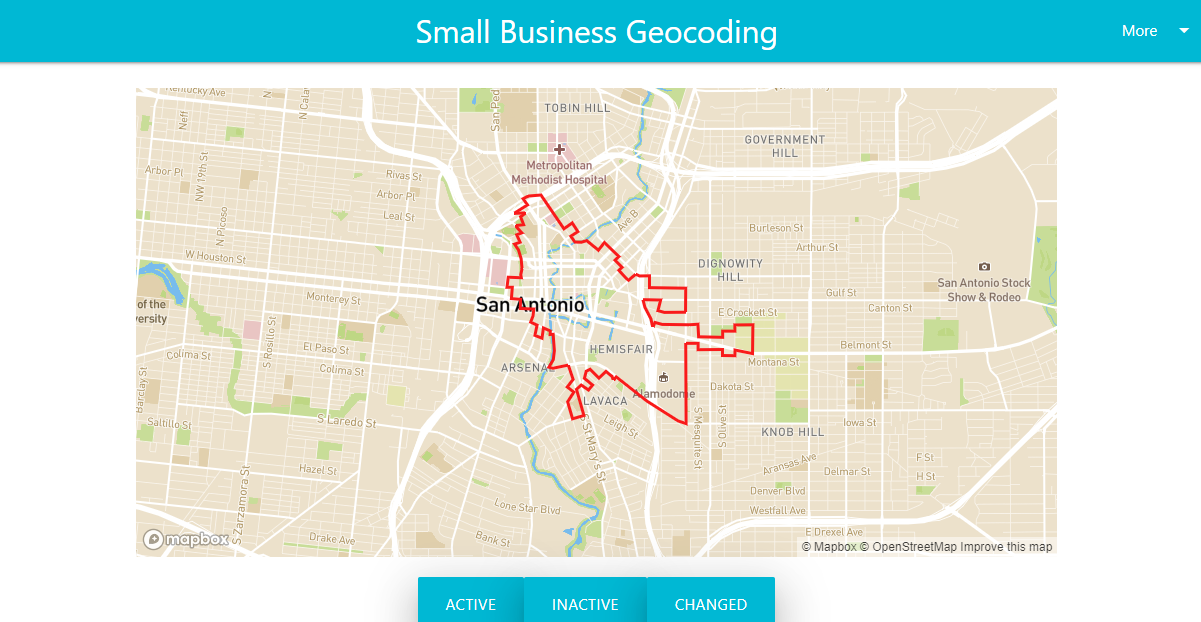 Small Business Geocoding
More
Kentucky Ave
Neff
N Cala
San Ped
TOBIN HILL
GOVERNMENT
HILL
Metropolitan
Methodist Hospital
Arbor Pl
NW 19th St
Rivas St
Arbor Pl
Leal St
N Picoso
Ave B
Burleson St
Arthur St
W Houston St
DIGNOWITY
HILL
San Antonio Stock
Show & Rodeo
Monterey St
San Antonio
Gulf St
Canton St
E Crockett St
of the
versity
N Rosillo St
El Paso St
Colima St
Colima St
HEMISFAIR
Belmont St
Montana St
ARSENAL
Barclay St
Alamodome
Dakota St
LAVACA
S Laredo St
Saltillo St
Leigh St
S St Mary's St
S Mesquite St
S Olive St
Iowa St
KNOB HILL
Hazel St
Aransas Ave
F St
Delmar St
H St
S Zarzamora St
Lone Star Blvd
Denver Blvd
Westfall Ave
Drake Ave
Bank St
E Drexel Ave
mapbox
© Mapbox © OpenStreetMap Improve this map
ACTIVE
INACTIVE
CHANGED